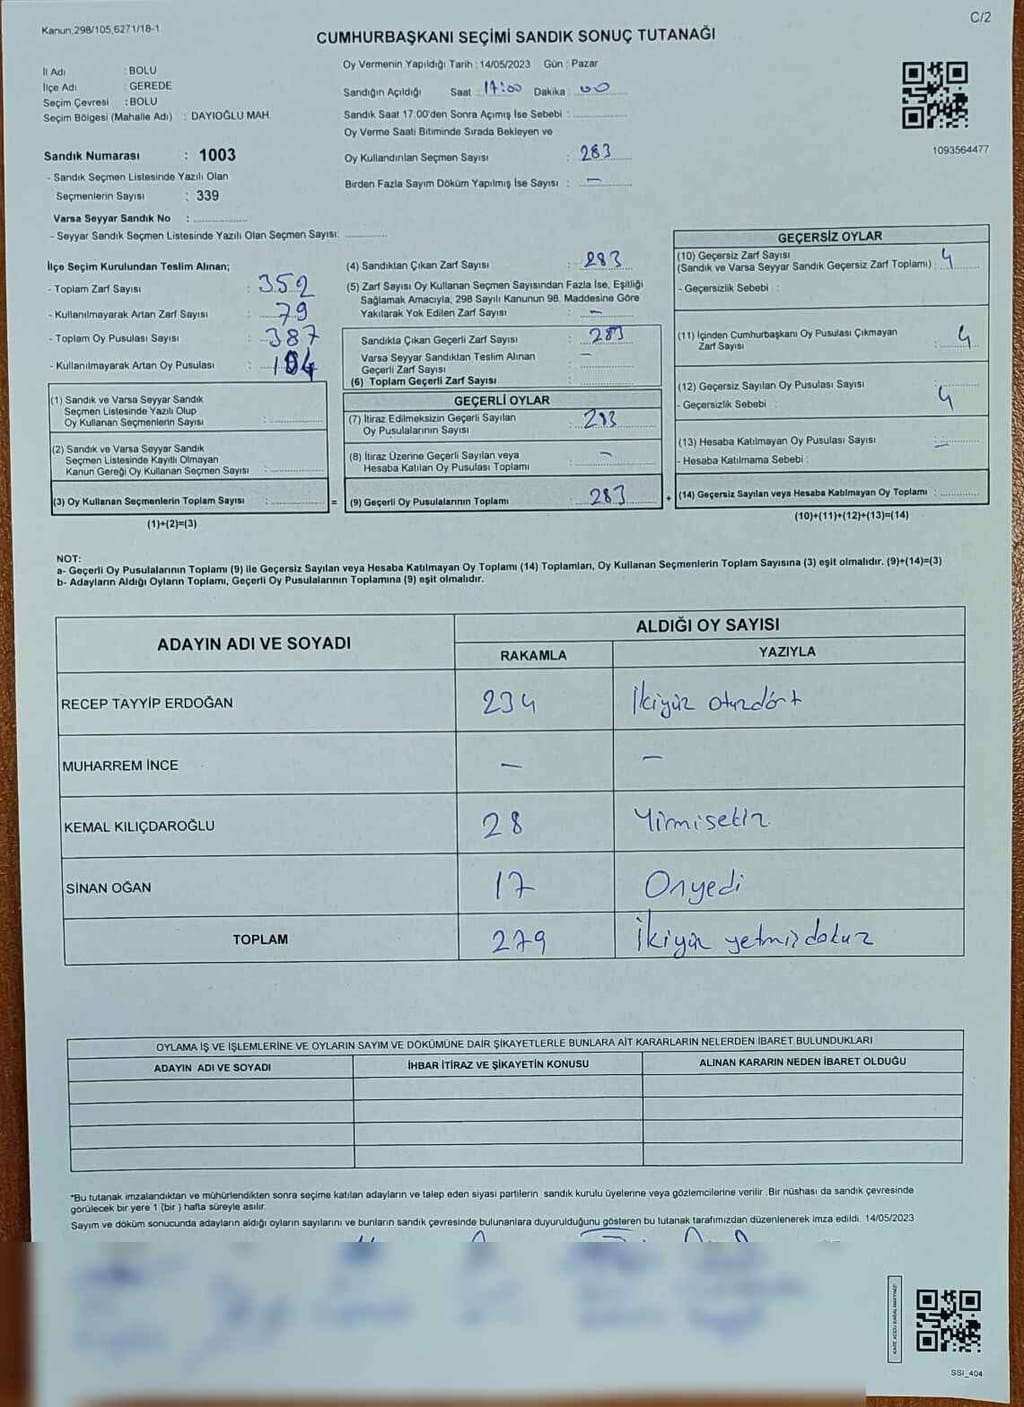 Kanun;298/105,6271/18-1
C/2
CUMHURBAŞKANI SEÇİMİ SANDIK SONUÇ TUTANAĞI
İl Adı : BOLU
İlçe Adı : GEREDE
Seçim Çevresi : BOLU
Seçim Bölgesi (Mahalle Adı) : DAYIOĞLU MAH.
Sandık Numarası : 1003
- Sandık Seçmen Listesinde Yazılı Olan
Seçmenlerin Sayısı : 339
Varsa Seyyar Sandık No :
- Seyyar Sandık Seçmen Listesinde Yazılı Olan Seçmen Sayısı:
Oy Vermenin Yapıldığı Tarih : 14/05/2023 Gün : Pazar
Sandığın Açıldığı Saat : 17:00 Dakika : 00
Sandık Saat 17:00'den Sonra Açımış İse Sebebi :
Oy Verme Saati Bitiminde Sırada Bekleyen ve
Oy Kullandırılan Seçmen Sayısı : 283
Birden Fazla Sayım Döküm Yapılmış İse Sayısı : –
1093564477
İlçe Seçim Kurulundan Teslim Alınan;
- Toplam Zarf Sayısı : 352
- Kullanılmayarak Artan Zarf Sayısı : 79
- Toplam Oy Pusulası Sayısı : 387
- Kullanılmayarak Artan Oy Pusulası : 104
(1) Sandık ve Varsa Seyyar Sandık
Seçmen Listesinde Yazılı Olup
Oy Kullanan Seçmenlerin Sayısı :
(2) Sandık ve Varsa Seyyar Sandık
Seçmen Listesinde Kayıtlı Olmayan
Kanun Gereği Oy Kullanan Seçmen Sayısı :
(3) Oy Kullanan Seçmenlerin Toplam Sayısı :
(1)+(2)=(3)
=
(4) Sandıktan Çıkan Zarf Sayısı : 283
(5) Zarf Sayısı Oy Kullanan Seçmen Sayısından Fazla İse, Eşitliği
Sağlamak Amacıyla, 298 Sayılı Kanunun 98. Maddesine Göre
Yakılarak Yok Edilen Zarf Sayısı : –
Sandıkta Çıkan Geçerli Zarf Sayısı : 283
Varsa Seyyar Sandıktan Teslim Alınan
Geçerli Zarf Sayısı : –
(6) Toplam Geçerli Zarf Sayısı :
GEÇERLİ OYLAR
(7) İtiraz Edilmeksizin Geçerli Sayılan
Oy Pusulalarının Sayısı : 283
(8) İtiraz Üzerine Geçerli Sayılan veya
Hesaba Katılan Oy Pusulası Toplamı : –
(9) Geçerli Oy Pusulalarının Toplamı : 283
+
GEÇERSİZ OYLAR
(10) Geçersiz Zarf Sayısı
(Sandık ve Varsa Seyyar Sandık Geçersiz Zarf Toplamı) : 4
- Geçersizlik Sebebi :
(11) İçinden Cumhurbaşkanı Oy Pusulası Çıkmayan
Zarf Sayısı : 4
(12) Geçersiz Sayılan Oy Pusulası Sayısı :
- Geçersizlik Sebebi : 4
(13) Hesaba Katılmayan Oy Pusulası Sayısı : –
- Hesaba Katılmama Sebebi :
(14) Geçersiz Sayılan veya Hesaba Katılmayan Oy Toplamı :
(10)+(11)+(12)+(13)=(14)
NOT:
a- Geçerli Oy Pusulalarının Toplamı (9) ile Geçersiz Sayılan veya Hesaba Katılmayan Oy Toplamı (14) Toplamları, Oy Kullanan Seçmenlerin Toplam Sayısına (3) eşit olmalıdır. (9)+(14)=(3)
b- Adayların Aldığı Oyların Toplamı, Geçerli Oy Pusulalarının Toplamına (9) eşit olmalıdır.
ADAYIN ADI VE SOYADI
ALDIĞI OY SAYISI
RAKAMLA YAZIYLA
RECEP TAYYİP ERDOĞAN 234 İkiyüz otuzdört
MUHARREM İNCE – –
KEMAL KILIÇDAROĞLU 28 Yirmisekiz
SİNAN OĞAN 17 Onyedi
TOPLAM 279 İkiyüz yetmiş dokuz
OYLAMA İŞ VE İŞLEMLERİNE VE OYLARIN SAYIM VE DÖKÜMÜNE DAİR ŞİKAYETLERLE BUNLARA AİT KARARLARIN NELERDEN İBARET BULUNDUKLARI
ADAYIN ADI VE SOYADI İHBAR İTİRAZ VE ŞİKAYETİN KONUSU ALINAN KARARIN NEDEN İBARET OLDUĞU
*Bu tutanak imzalandıktan ve mühürlendikten sonra seçime katılan adayların ve talep eden siyasi partilerin sandık kurulu üyelerine veya gözlemcilerine verilir. Bir nüshası da sandık çevresinde
görülecek bir yere 1 (bir) hafta süreyle asılır.
Sayım ve döküm sonucunda adayların aldığı oyların sayılarını ve bunların sandık çevresinde bulunanlara duyurulduğunu gösteren bu tutanak tarafımızdan düzenlenerek imza edildi. 14/05/2023
SSI_404